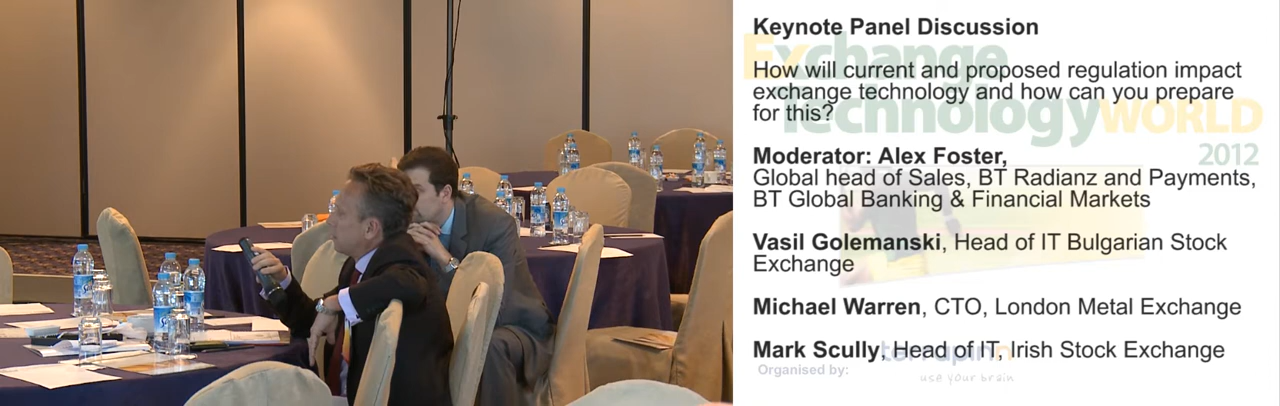 Keynote Panel Discussion
Exchange
How will current and proposed regulation impact
exchange technology and how can you prepare
for this?
Technology WORLD
2012
Moderator: Alex Foster,
Global head of Sales, BT Radianz and Payments,
BT Global Banking & Financial Markets
Vasil Golemanski, Head of IT Bulgarian Stock
Exchange
Michael Warren, CTO, London Metal Exchange
Mark Scully, Head of IT, Irish Stock Exchange
Organised by:
terrapinn
use your brain